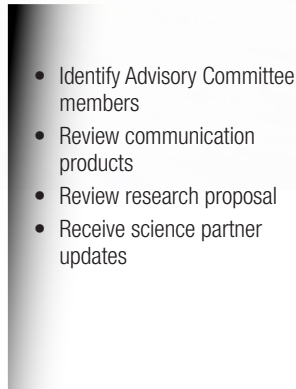 • Identify Advisory Committee
members
• Review communication
products
• Review research proposal
• Receive science partner
updates